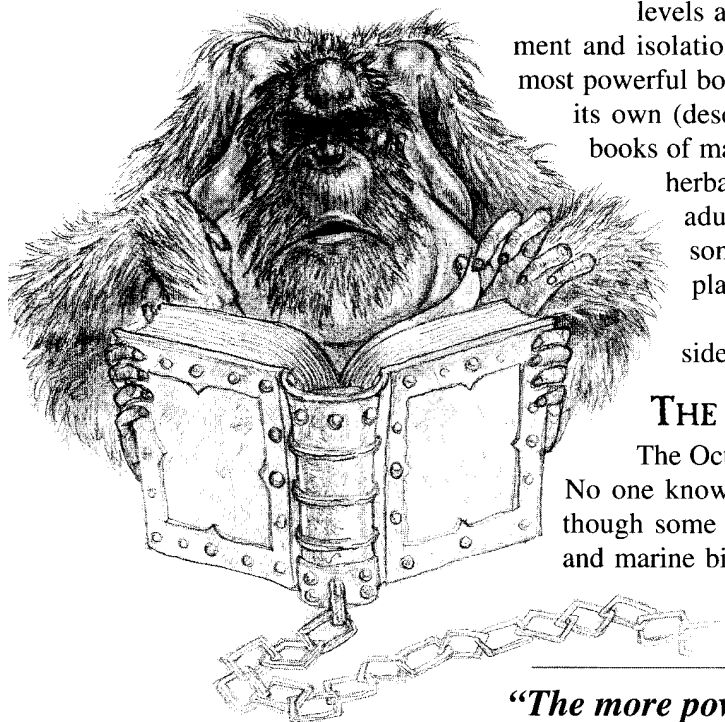 levels a
ment and isolatio
most powerful bo
its own (desc
books of ma
herba
adu
son
pla
side
THE
The Oct
No one know
though some
and marine bi
“The more pow